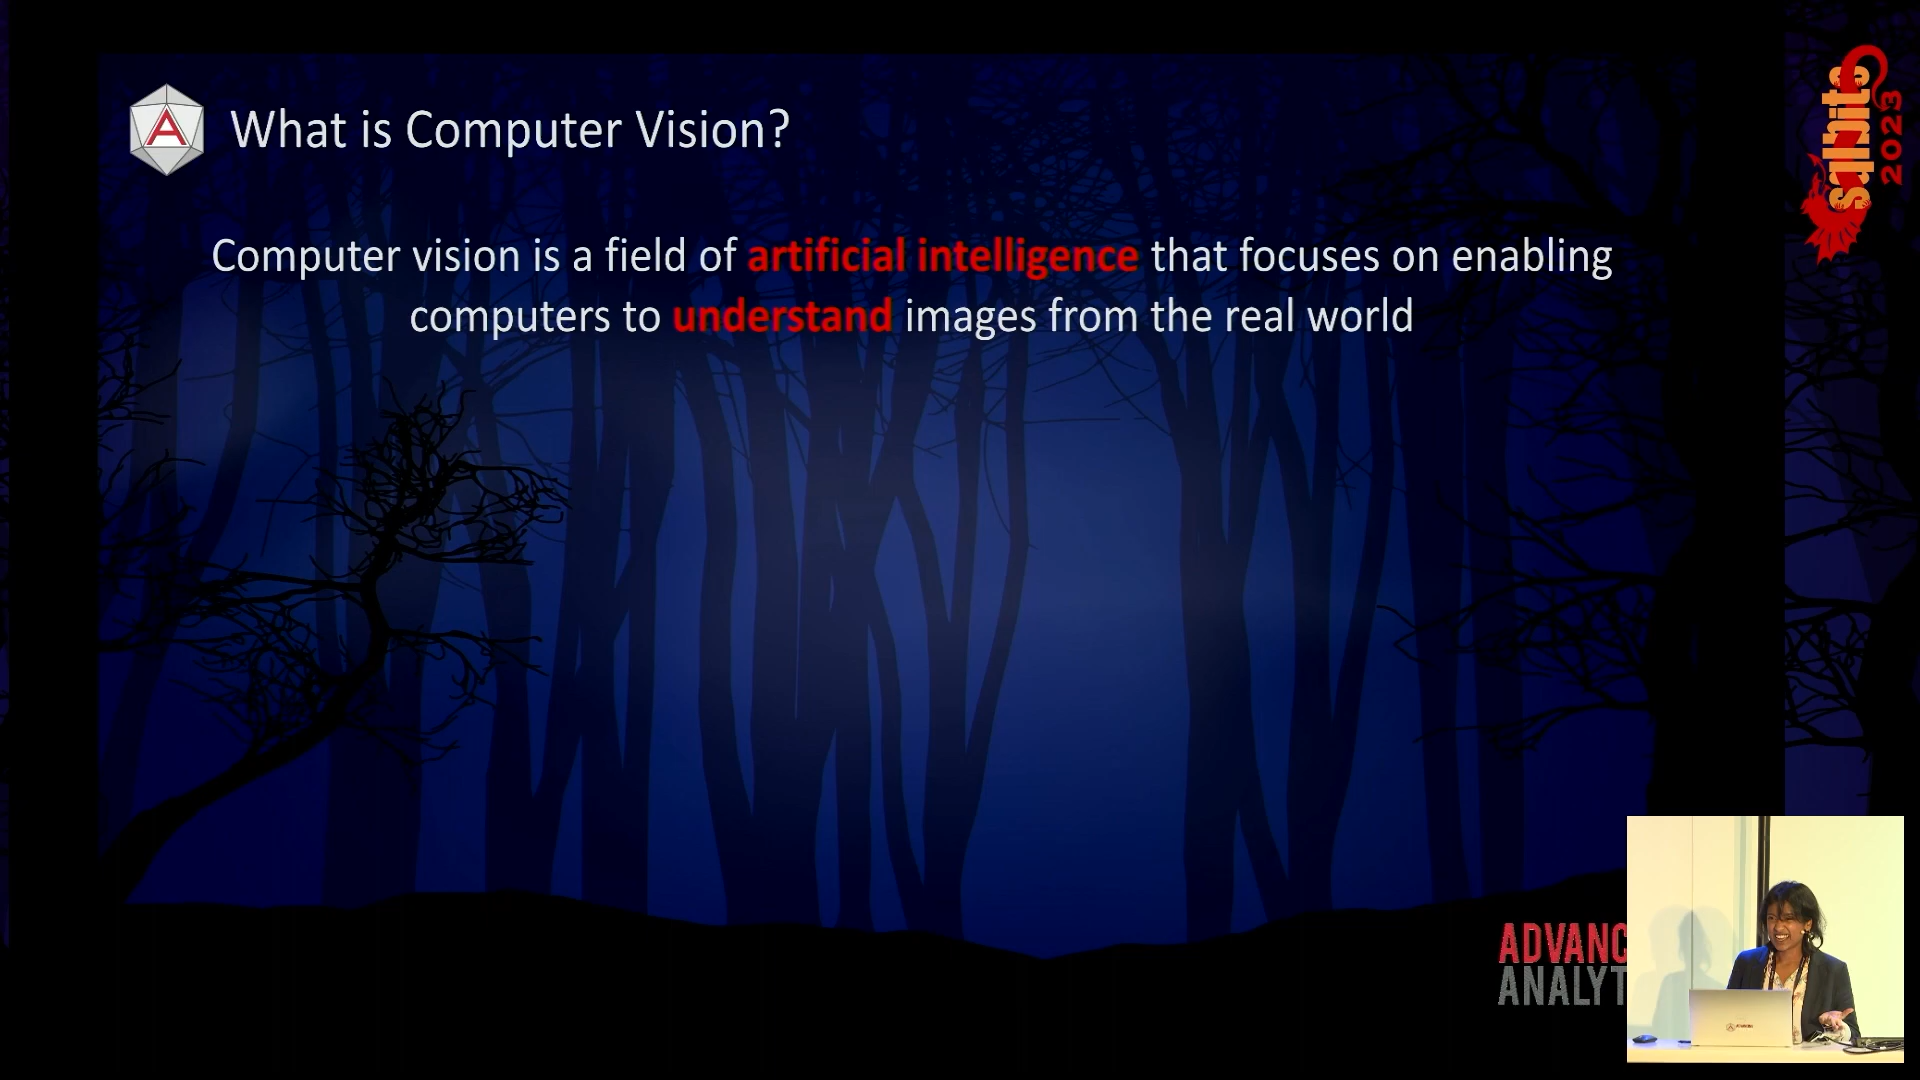 A
What is Computer Vision?
sqlbits
2023
Computer vision is a field of artificial intelligence that focuses on enabling
computers to understand images from the real world
ADVANC
ANALYT